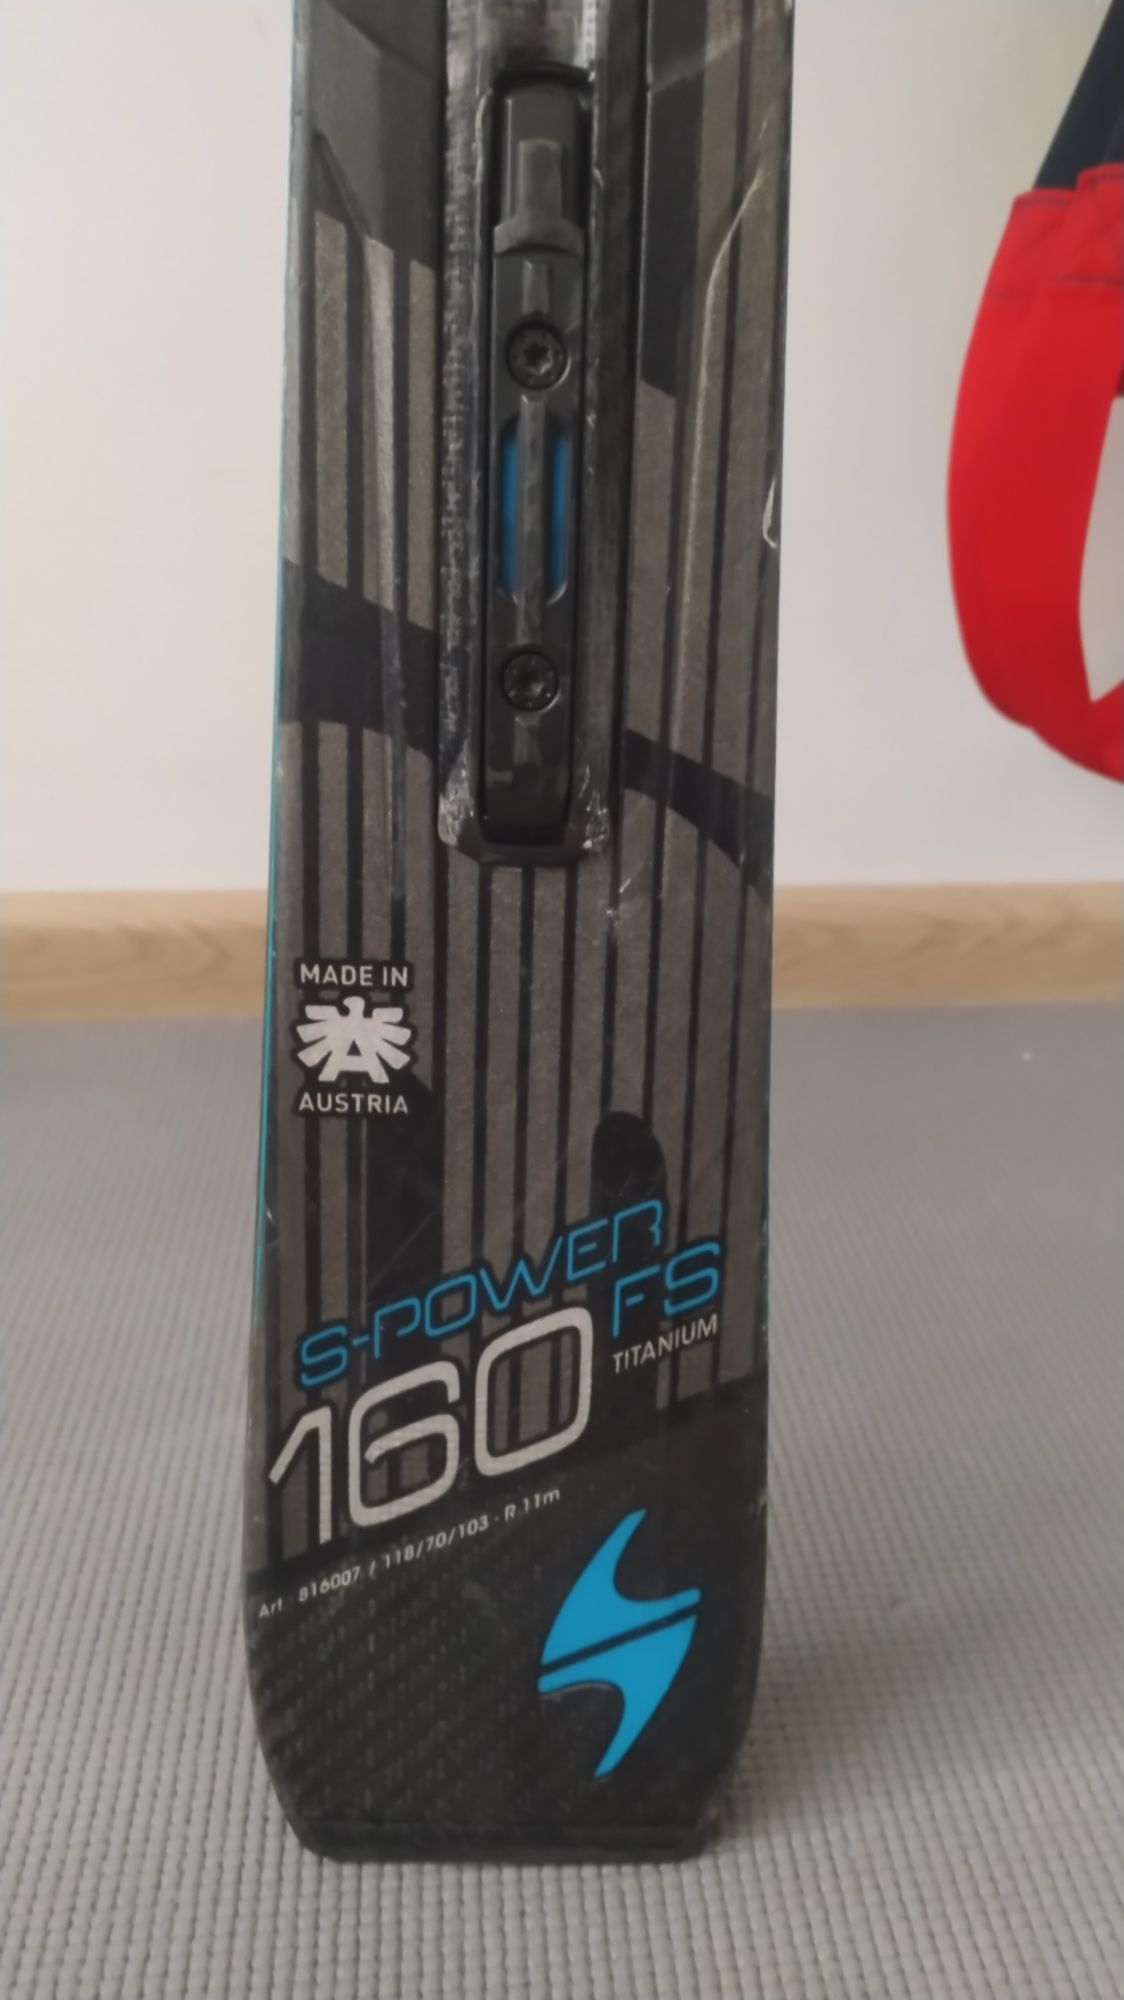 MADE IN
A
AUSTRIA
S-POWER
160 FS
TITANIUM
Art.: 816007 / 118/70/103 - R 11m